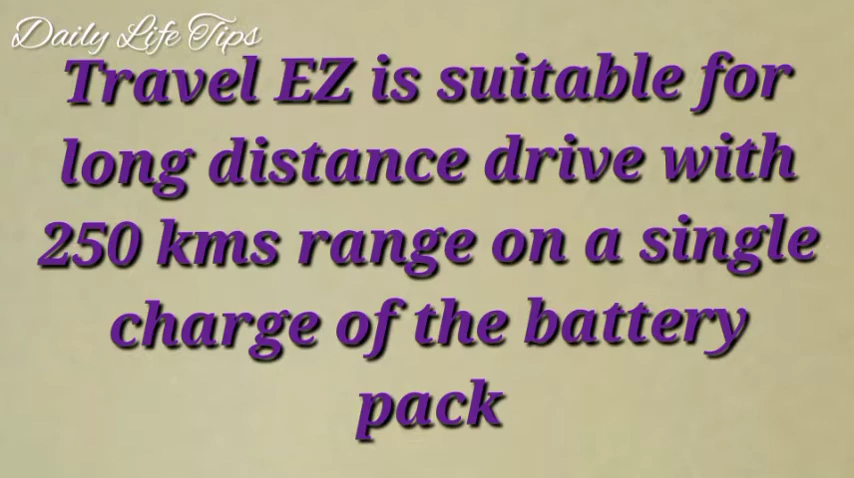 Daily Life Tips
Travel EZ is suitable for
long distance drive with
250 kms range on a single
charge of the battery
pack